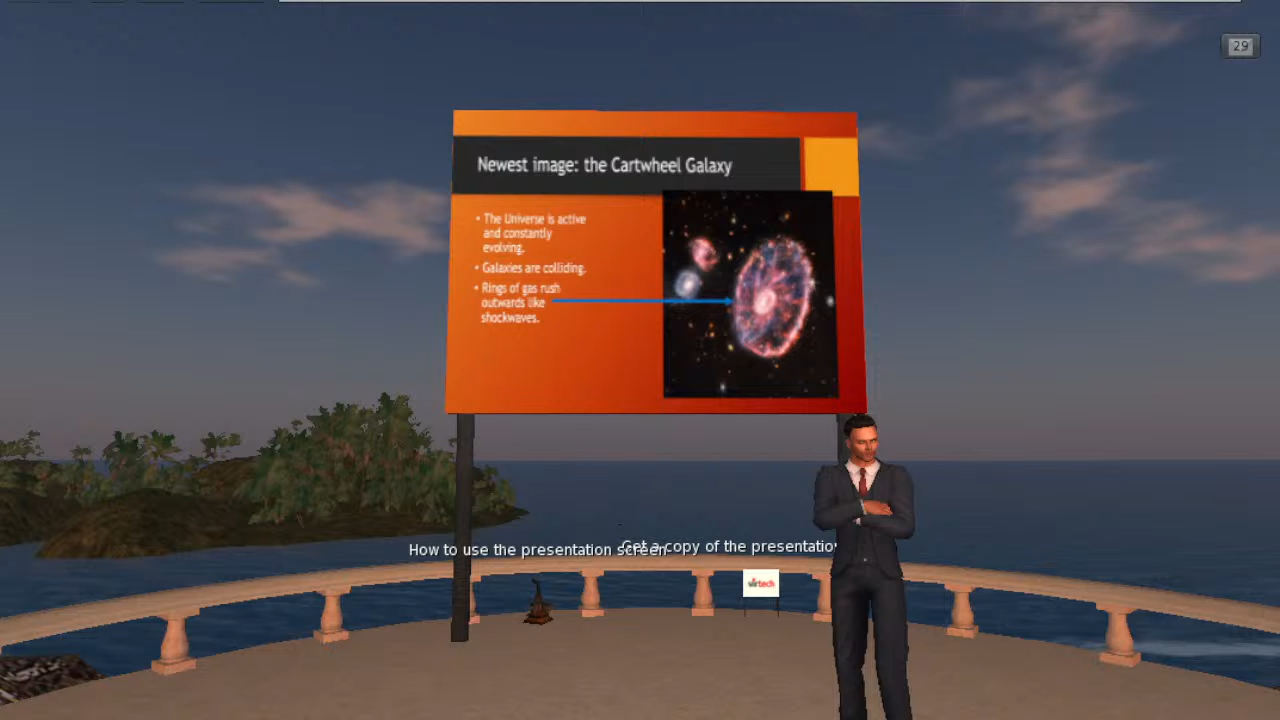 29
Newest image: the Cartwheel Galaxy
• The Universe is active
and constantly
evolving.
• Galaxies are colliding.
• Rings of gas rush
outwards like
shockwaves.
How to use the presentation screen
Get a copy of the presentatio
virtech